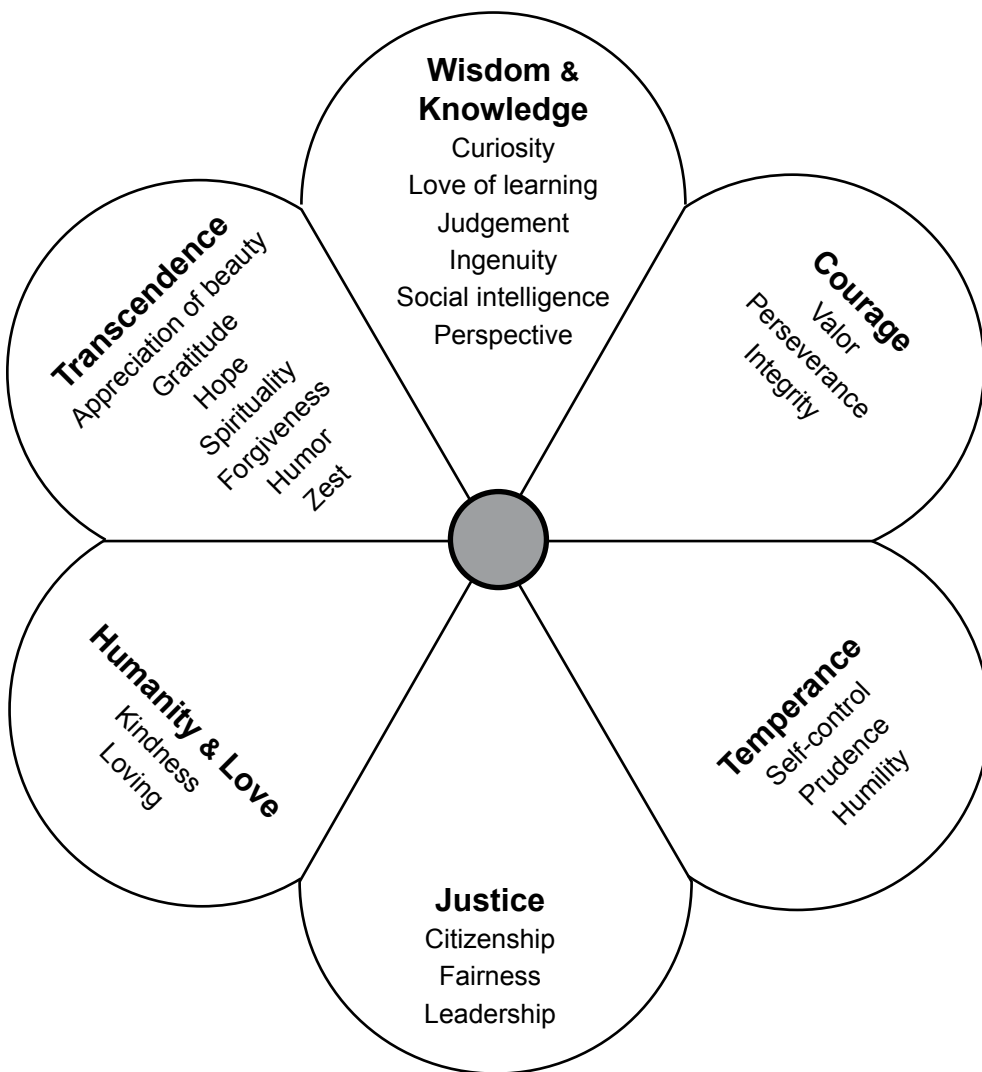 Wisdom &
Knowledge
Curiosity
Love of learning
Judgement
Ingenuity
Social intelligence
Perspective
Courage
Valor
Perseverance
Integrity
Temperance
Self-control
Prudence
Humility
Justice
Citizenship
Fairness
Leadership
Humanity & Love
Kindness
Loving
Transcendence
Appreciation of beauty
Gratitude
Hope
Spirituality
Forgiveness
Humor
Zest